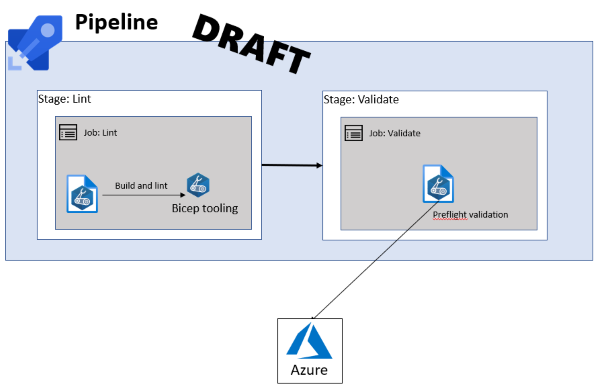 Pipeline
DRAFT
Stage: Lint
Stage: Validate
Job: Lint
Job: Validate
Build and lint
Bicep tooling
Preflight validation
Azure